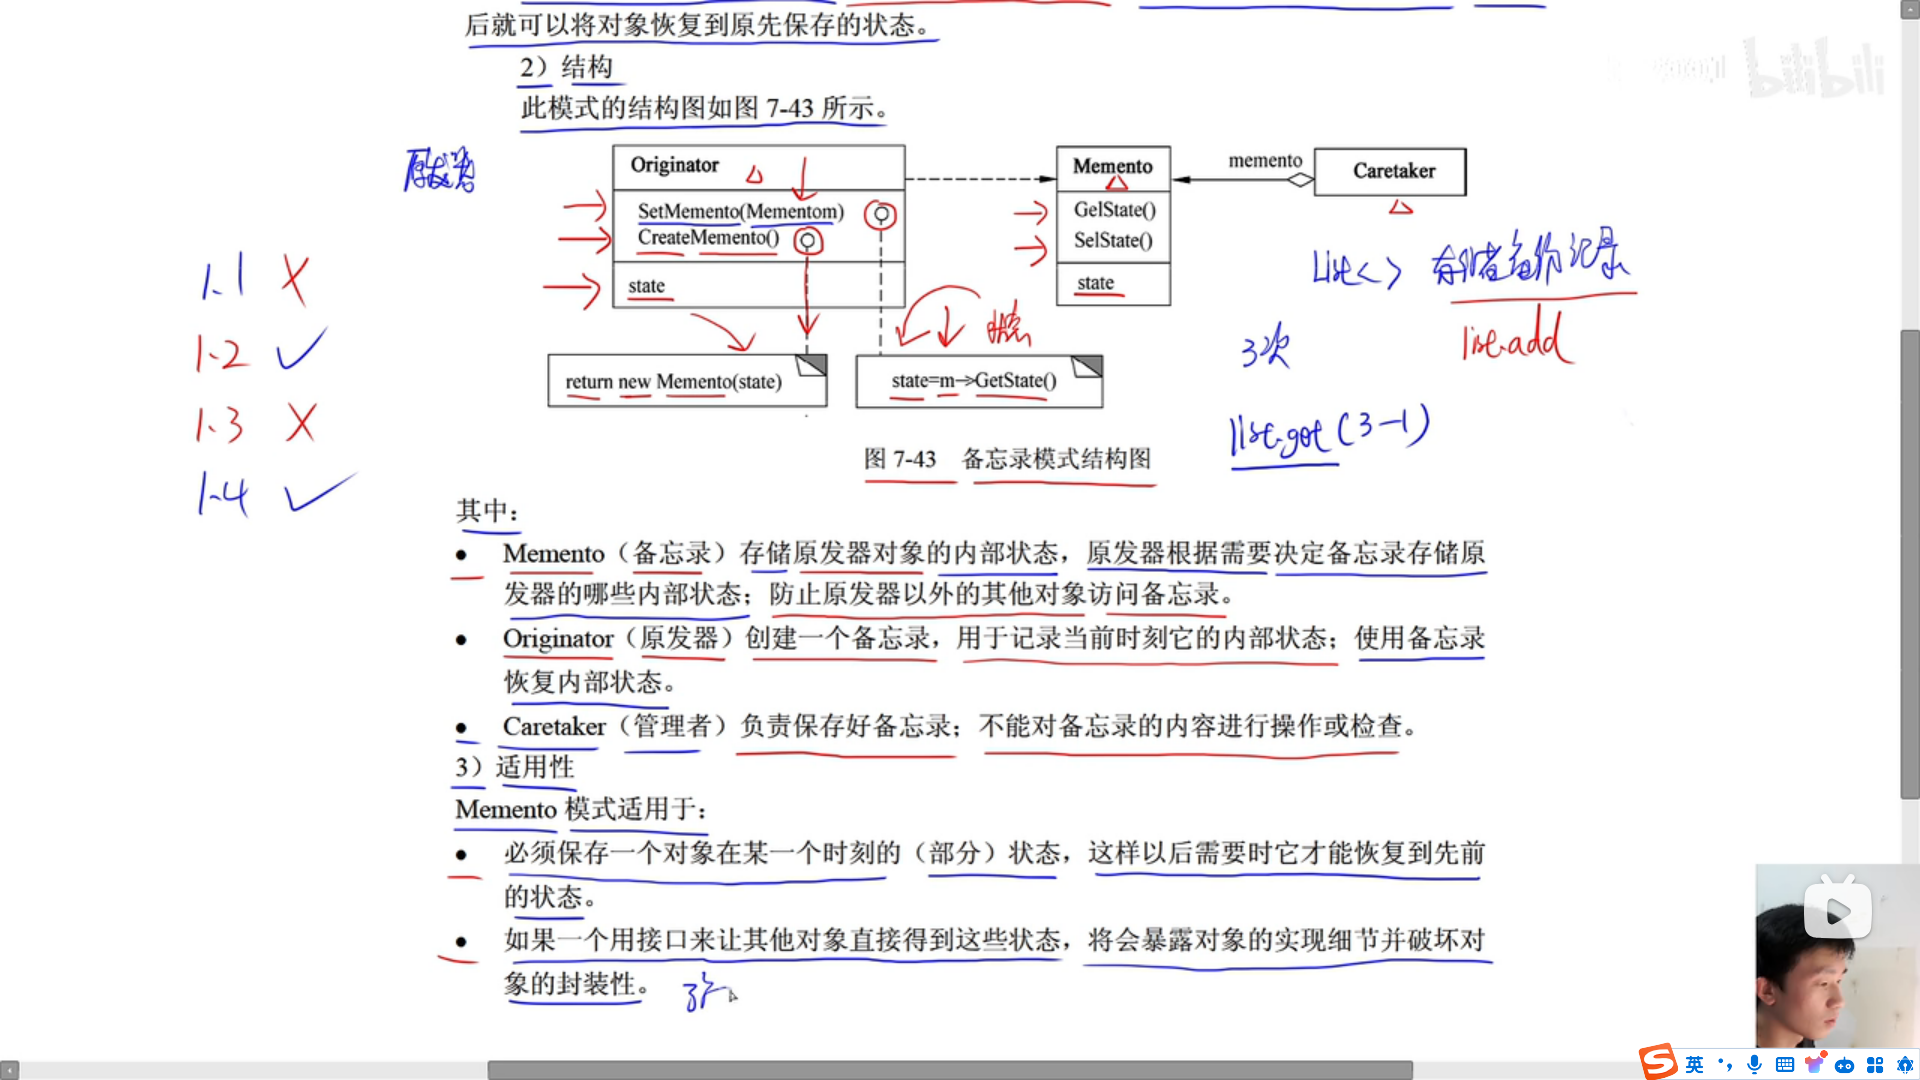 后就可以将对象恢复到原先保存的状态。
2）结构
此模式的结构图如图 7-43 所示。
bilibili
原发器
Originator
SetMemento(Mementom)
CreateMemento()
state
Memento
GelState()
SelState()
state
memento
Caretaker
return new Memento(state)
state=m->GetState()
状态
1.1
1.2
1.3
1.4
List< > 存储着备份记录
list.add
3次
list.get(3-1)
图 7-43 备忘录模式结构图
其中：
● Memento（备忘录）存储原发器对象的内部状态，原发器根据需要决定备忘录存储原
发器的哪些内部状态；防止原发器以外的其他对象访问备忘录。
● Originator（原发器）创建一个备忘录，用于记录当前时刻它的内部状态；使用备忘录
恢复内部状态。
● Caretaker（管理者）负责保存好备忘录；不能对备忘录的内容进行操作或检查。
3）适用性
Memento 模式适用于：
● 必须保存一个对象在某一个时刻的（部分）状态，这样以后需要时它才能恢复到先前
的状态。
● 如果一个用接口来让其他对象直接得到这些状态，将会暴露对象的实现细节并破坏对
象的封装性。
英